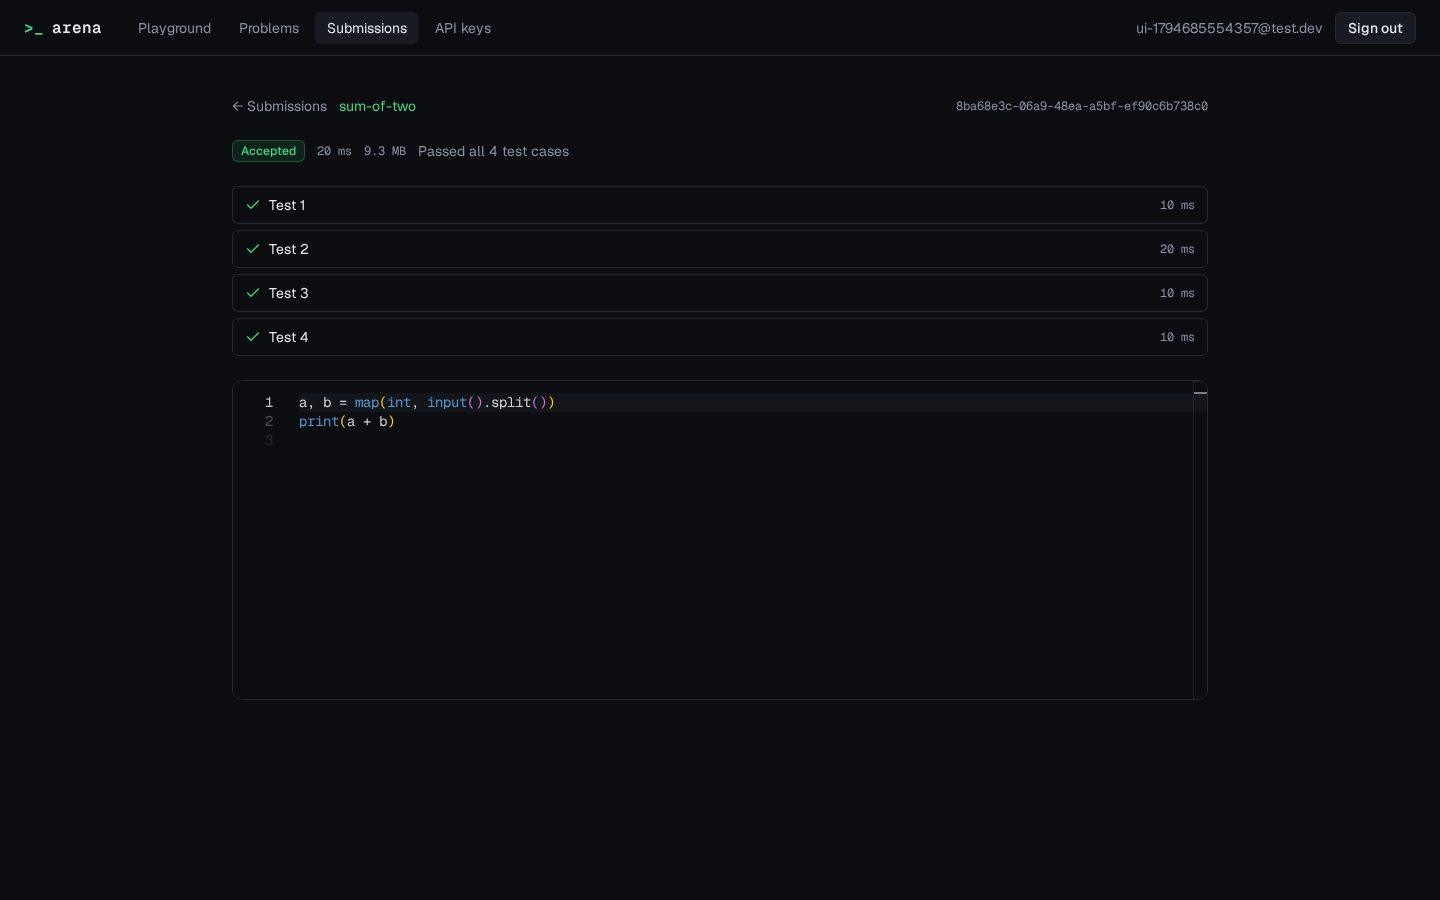 >_ arena Playground Problems Submissions API keys ui-1794685554357@test.dev Sign out
← Submissions sum-of-two 8ba68e3c-06a9-48ea-a5bf-ef90c6b738c0
Accepted 20 ms 9.3 MB Passed all 4 test cases
Test 1 10 ms
Test 2 20 ms
Test 3 10 ms
Test 4 10 ms
1 a, b = map(int, input().split())
2 print(a + b)
3